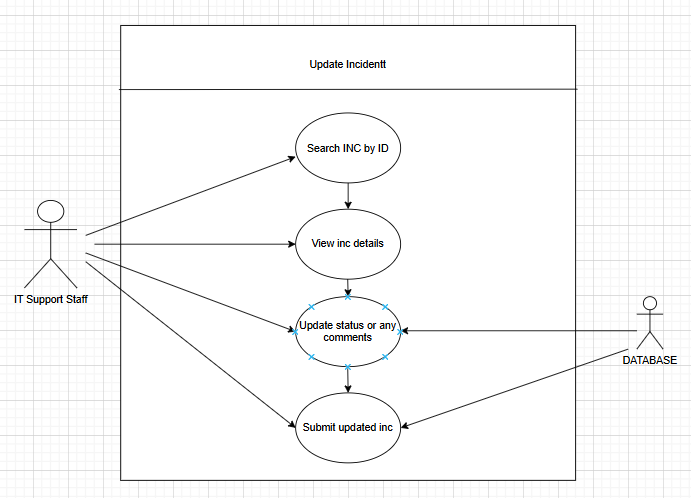 Update Incidentt
Search INC by ID
View inc details
IT Support Staff
Update status or any
comments
DATABASE
Submit updated inc